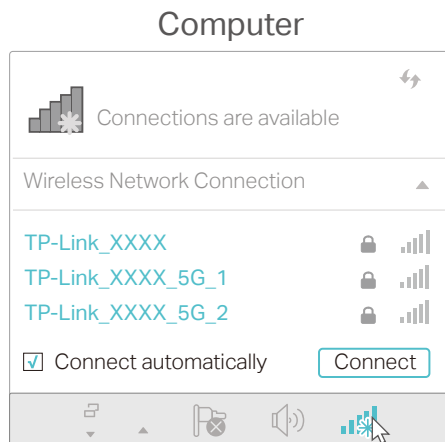 Computer
Connections are available
Wireless Network Connection
TP-Link_XXXX
TP-Link_XXXX_5G_1
TP-Link_XXXX_5G_2
Connect automatically
Connect